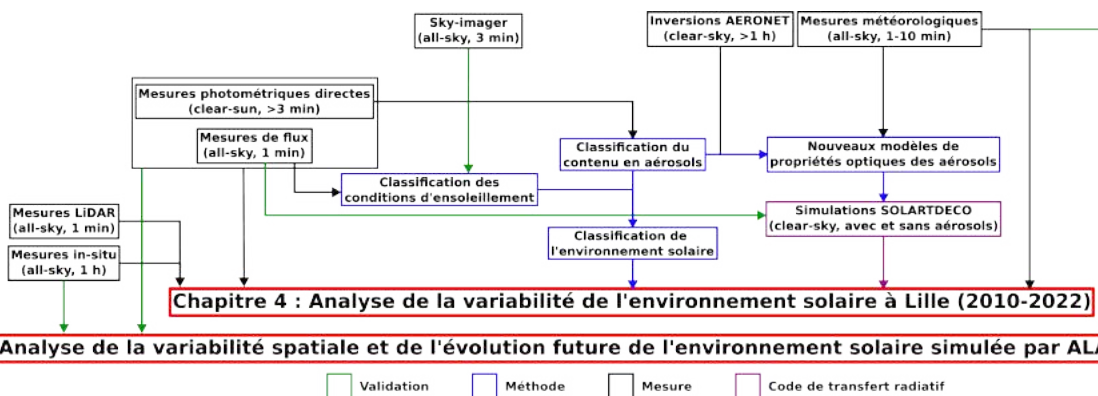 Sky-imager
(all-sky, 3 min)
Inversions AERONET
(clear-sky, >1 h)
Mesures météorologiques
(all-sky, 1-10 min)
Mesures photométriques directes
(clear-sun, >3 min)
Mesures de flux
(all-sky, 1 min)
Classification du
contenu en aérosols
Nouveaux modèles de
propriétés optiques des aérosols
Classification des
conditions d'ensoleillement
Mesures LiDAR
(all-sky, 1 min)
Simulations SOLARTDECO
(clear-sky, avec et sans aérosols)
Classification de
l'environnement solaire
Mesures in-situ
(all-sky, 1 h)
Chapitre 4 : Analyse de la variabilité de l'environnement solaire à Lille (2010-2022)
Analyse de la variabilité spatiale et de l'évolution future de l'environnement solaire simulée par
Validation
Méthode
Mesure
Code de transfert radiatif